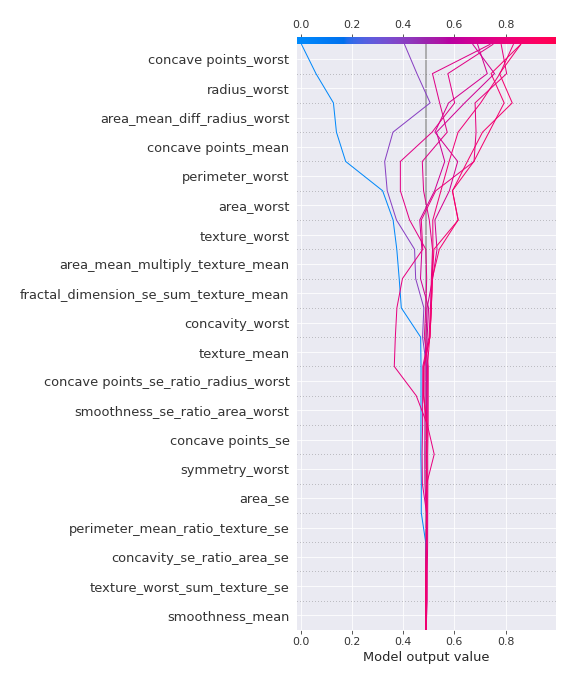 0.0 0.2 0.4 0.6 0.8
concave points_worst
radius_worst
area_mean_diff_radius_worst
concave points_mean
perimeter_worst
area_worst
texture_worst
area_mean_multiply_texture_mean
fractal_dimension_se_sum_texture_mean
concavity_worst
texture_mean
concave points_se_ratio_radius_worst
smoothness_se_ratio_area_worst
concave points_se
symmetry_worst
area_se
perimeter_mean_ratio_texture_se
concavity_se_ratio_area_se
texture_worst_sum_texture_se
smoothness_mean
0.0 0.2 0.4 0.6 0.8
Model output value